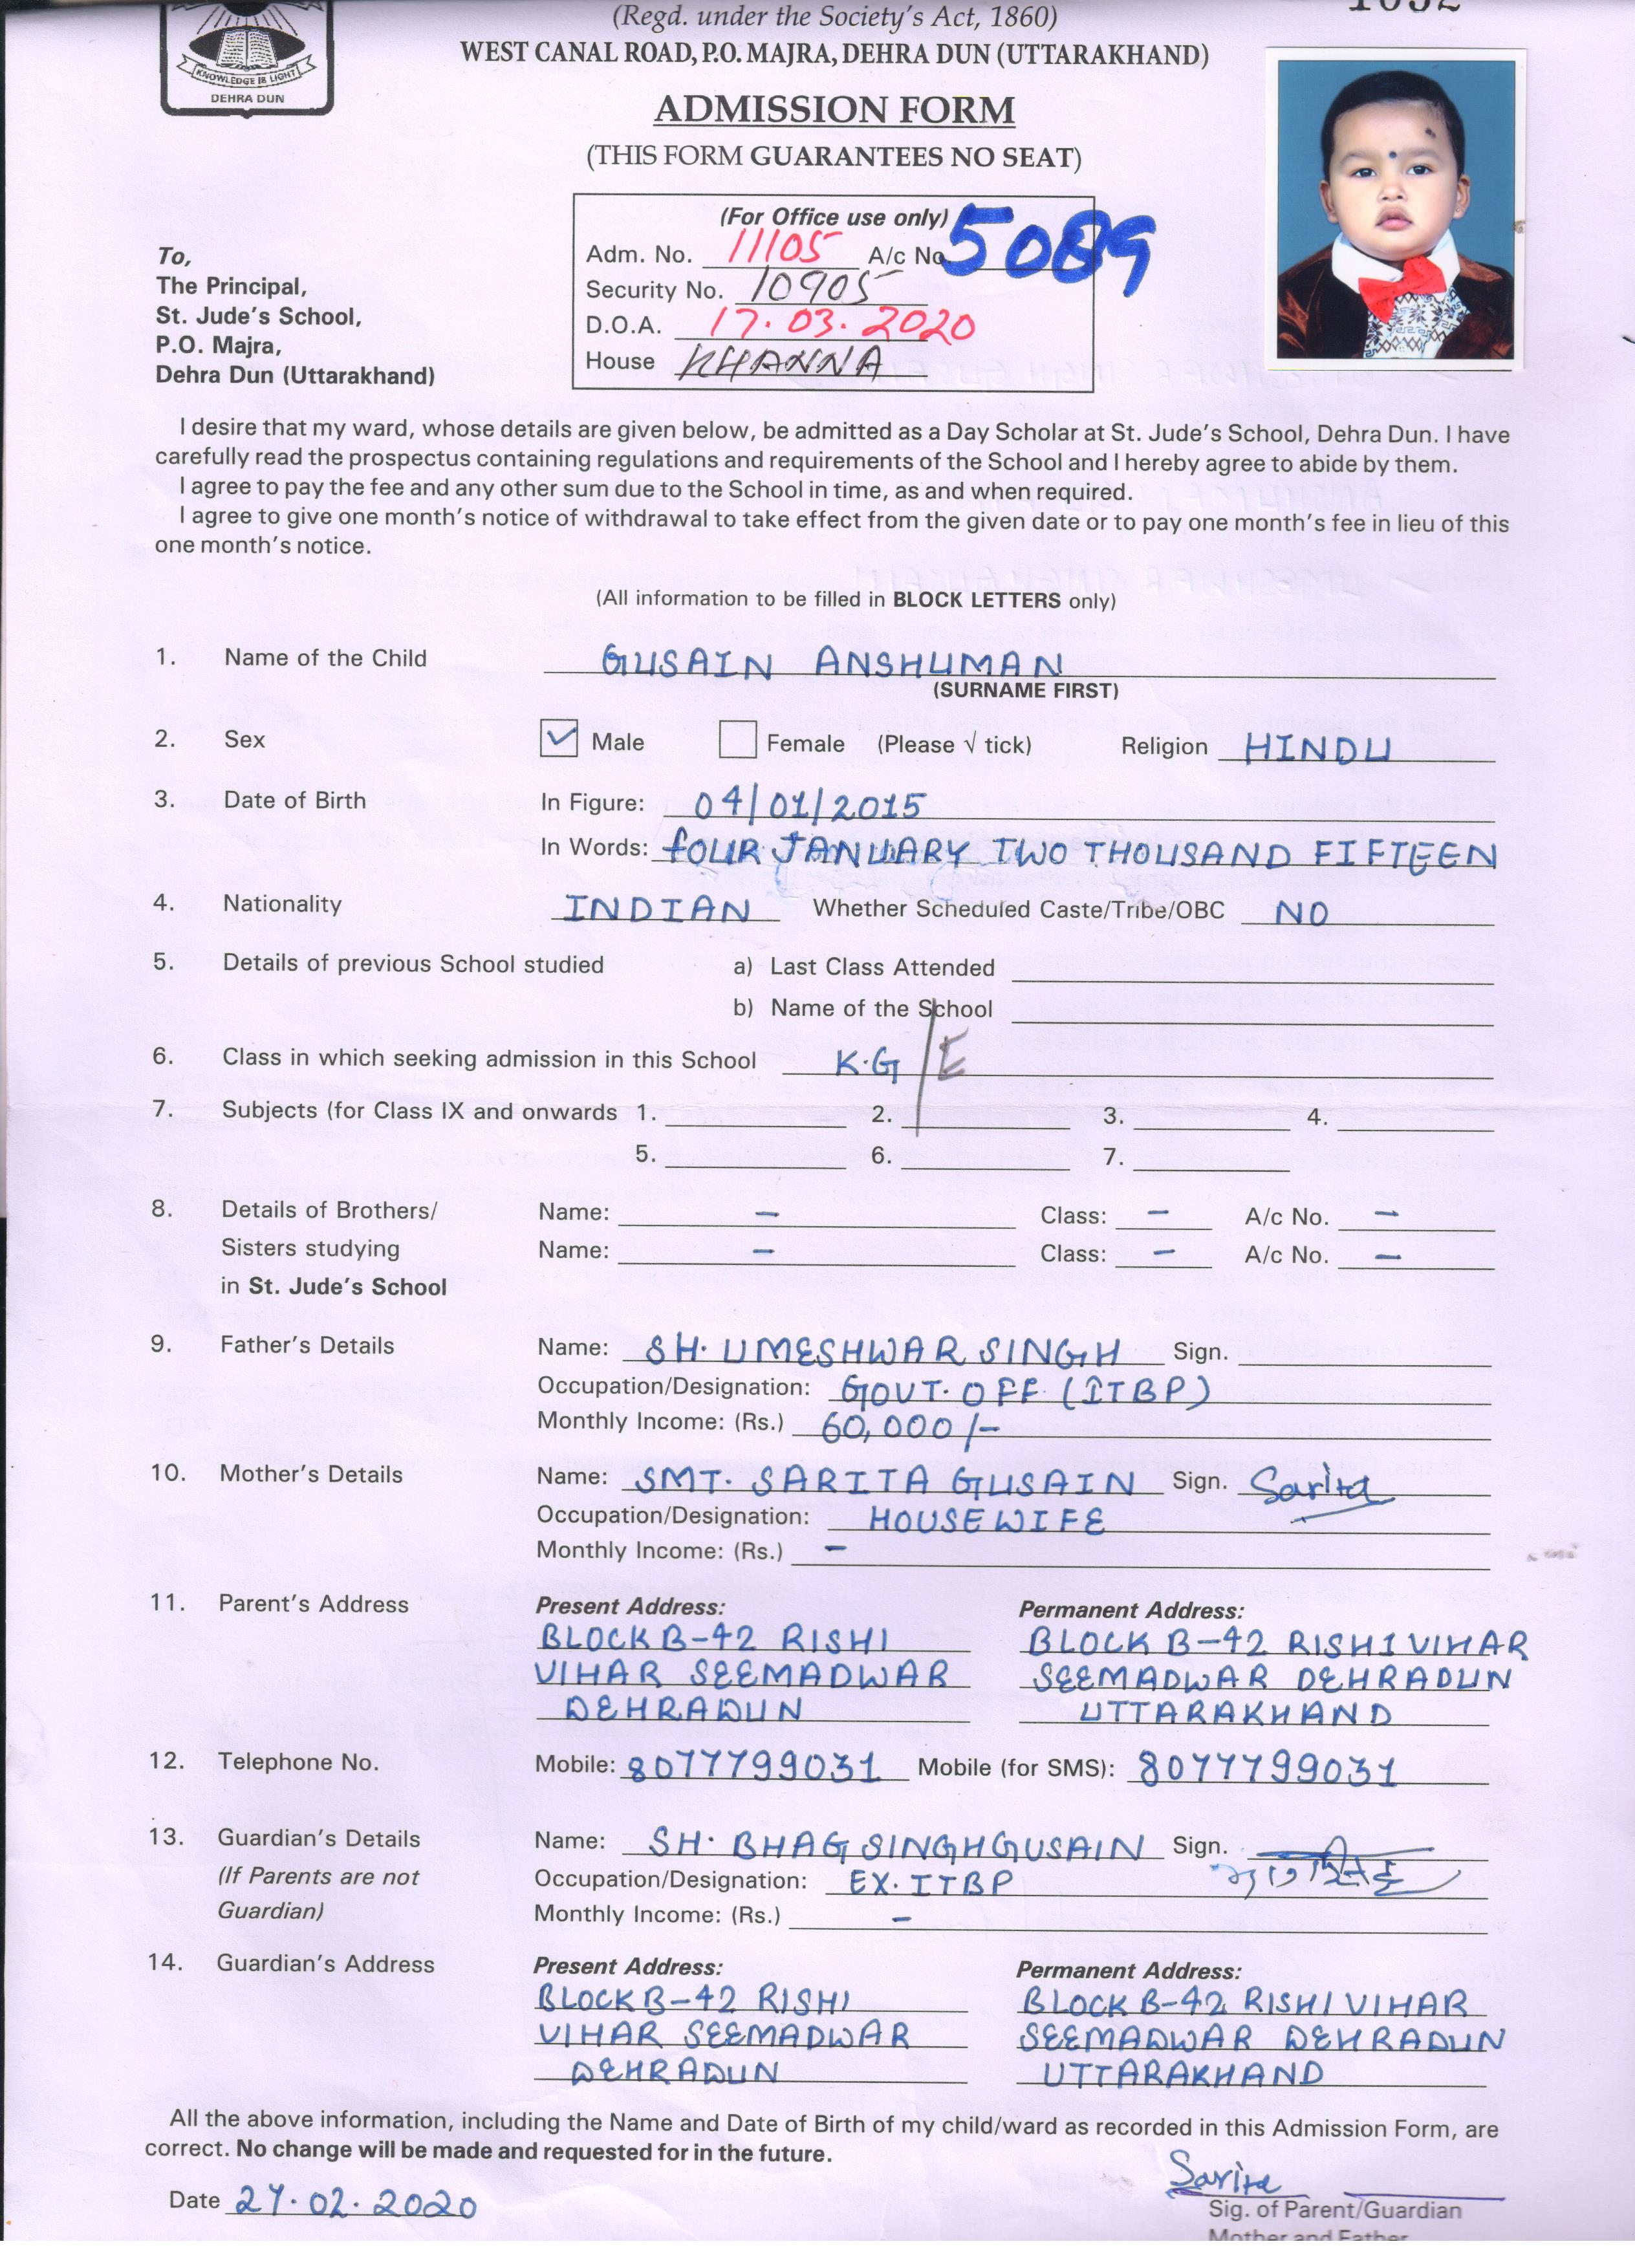 (Regd. under the Society's Act, 1860)
WEST CANAL ROAD, P.O. MAJRA, DEHRA DUN (UTTARAKHAND)
KNOWLEDGE IS LIGHT
DEHRA DUN
ADMISSION FORM
(THIS FORM GUARANTEES NO SEAT)
(For Office use only)
Adm. No. 11105 A/c No. 5089
Security No. 10905
D.O.A. 17.03.2020
House KHANNA
To,
The Principal,
St. Jude's School,
P.O. Majra,
Dehra Dun (Uttarakhand)
I desire that my ward, whose details are given below, be admitted as a Day Scholar at St. Jude's School, Dehra Dun. I have
carefully read the prospectus containing regulations and requirements of the School and I hereby agree to abide by them.
I agree to pay the fee and any other sum due to the School in time, as and when required.
I agree to give one month's notice of withdrawal to take effect from the given date or to pay one month's fee in lieu of this
one month's notice.
(All information to be filled in BLOCK LETTERS only)
1. Name of the Child GUSAIN ANSHUMAN
(SURNAME FIRST)
2. Sex ✓ Male Female (Please √ tick) Religion HINDU
3. Date of Birth In Figure: 04/01/2015
In Words: fOUR JANUARY TWO THOUSAND FIFTEEN
4. Nationality INDIAN Whether Scheduled Caste/Tribe/OBC NO
5. Details of previous School studied a) Last Class Attended
b) Name of the School
6. Class in which seeking admission in this School K.G/E
7. Subjects (for Class IX and onwards 1. 2. 3. 4.
5. 6. 7.
8. Details of Brothers/ Name: – Class: – A/c No. –
Sisters studying Name: – Class: – A/c No. –
in St. Jude's School
9. Father's Details Name: SH. UMESHWAR SINGH Sign.
Occupation/Designation: GOVT. OFF. (ITBP)
Monthly Income: (Rs.) 60,000/-
10. Mother's Details Name: SMT. SARITA GUSAIN Sign. Sarita
Occupation/Designation: HOUSEWIFE
Monthly Income: (Rs.) –
11. Parent's Address Present Address: Permanent Address:
BLOCK B-42 RISHI BLOCK B-42 RISHI VIHAR
VIHAR SEEMADWAR SEEMADWAR DEHRADUN
DEHRADUN UTTARAKHAND
12. Telephone No. Mobile: 8077799031 Mobile (for SMS): 8077799031
13. Guardian's Details Name: SH. BHAG SINGH GUSAIN Sign.
(If Parents are not Occupation/Designation: EX. ITBP
Guardian) Monthly Income: (Rs.) –
14. Guardian's Address Present Address: Permanent Address:
BLOCK B-42 RISHI BLOCK B-42 RISHI VIHAR
VIHAR SEEMADWAR SEEMADWAR DEHRADUN
DEHRADUN UTTARAKHAND
All the above information, including the Name and Date of Birth of my child/ward as recorded in this Admission Form, are
correct. No change will be made and requested for in the future.
Sarita
Date 27.02.2020
Sig. of Parent/Guardian
Mother and Father